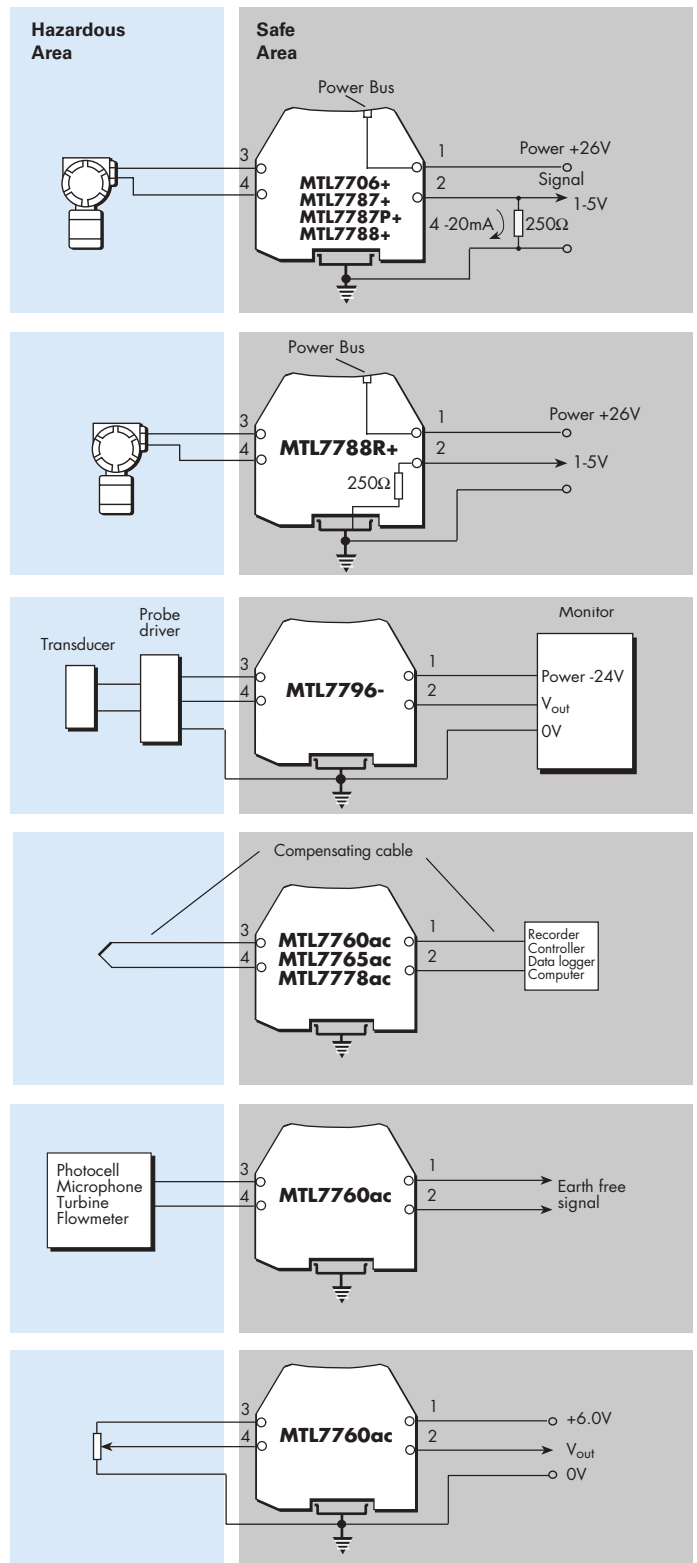 Hazardous
Area
Safe
Area
Power Bus
3
4
MTL7706+
MTL7787+
MTL7787P+
MTL7788+
1
2
Power +26V
Signal
1-5V
4 -20mA
250Ω
Power Bus
3
4
MTL7788R+
250Ω
1
2
Power +26V
1-5V
Transducer
Probe
driver
3
4
MTL7796-
1
2
Monitor
Power -24V
Vout
0V
Compensating cable
3
4
MTL7760ac
MTL7765ac
MTL7778ac
1
2
Recorder
Controller
Data logger
Computer
Photocell
Microphone
Turbine
Flowmeter
3
4
MTL7760ac
1
2
Earth free
signal
3
4
MTL7760ac
1
2
+6.0V
Vout
0V